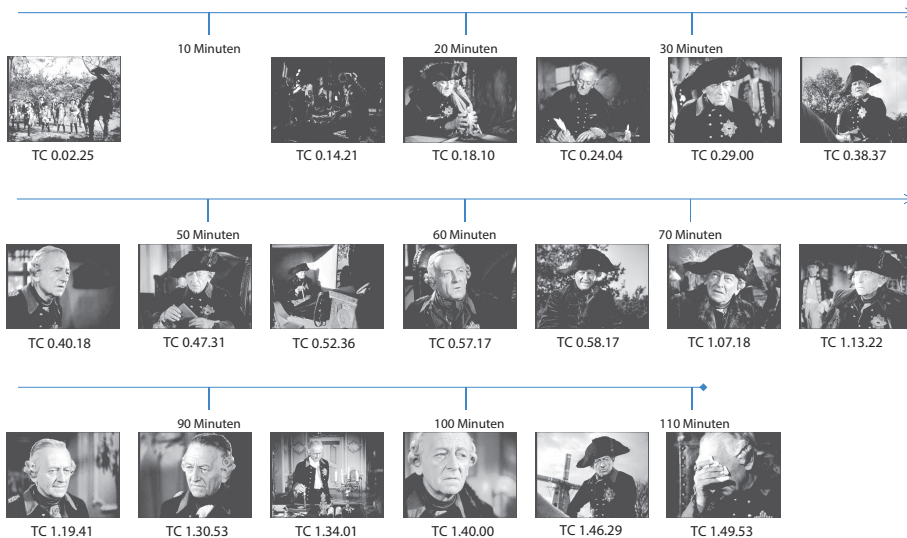 10 Minuten 20 Minuten 30 Minuten
TC 0.02.25 TC 0.14.21 TC 0.18.10 TC 0.24.04 TC 0.29.00 TC 0.38.37
50 Minuten 60 Minuten 70 Minuten
TC 0.40.18 TC 0.47.31 TC 0.52.36 TC 0.57.17 TC 0.58.17 TC 1.07.18 TC 1.13.22
90 Minuten 100 Minuten 110 Minuten
TC 1.19.41 TC 1.30.53 TC 1.34.01 TC 1.40.00 TC 1.46.29 TC 1.49.53